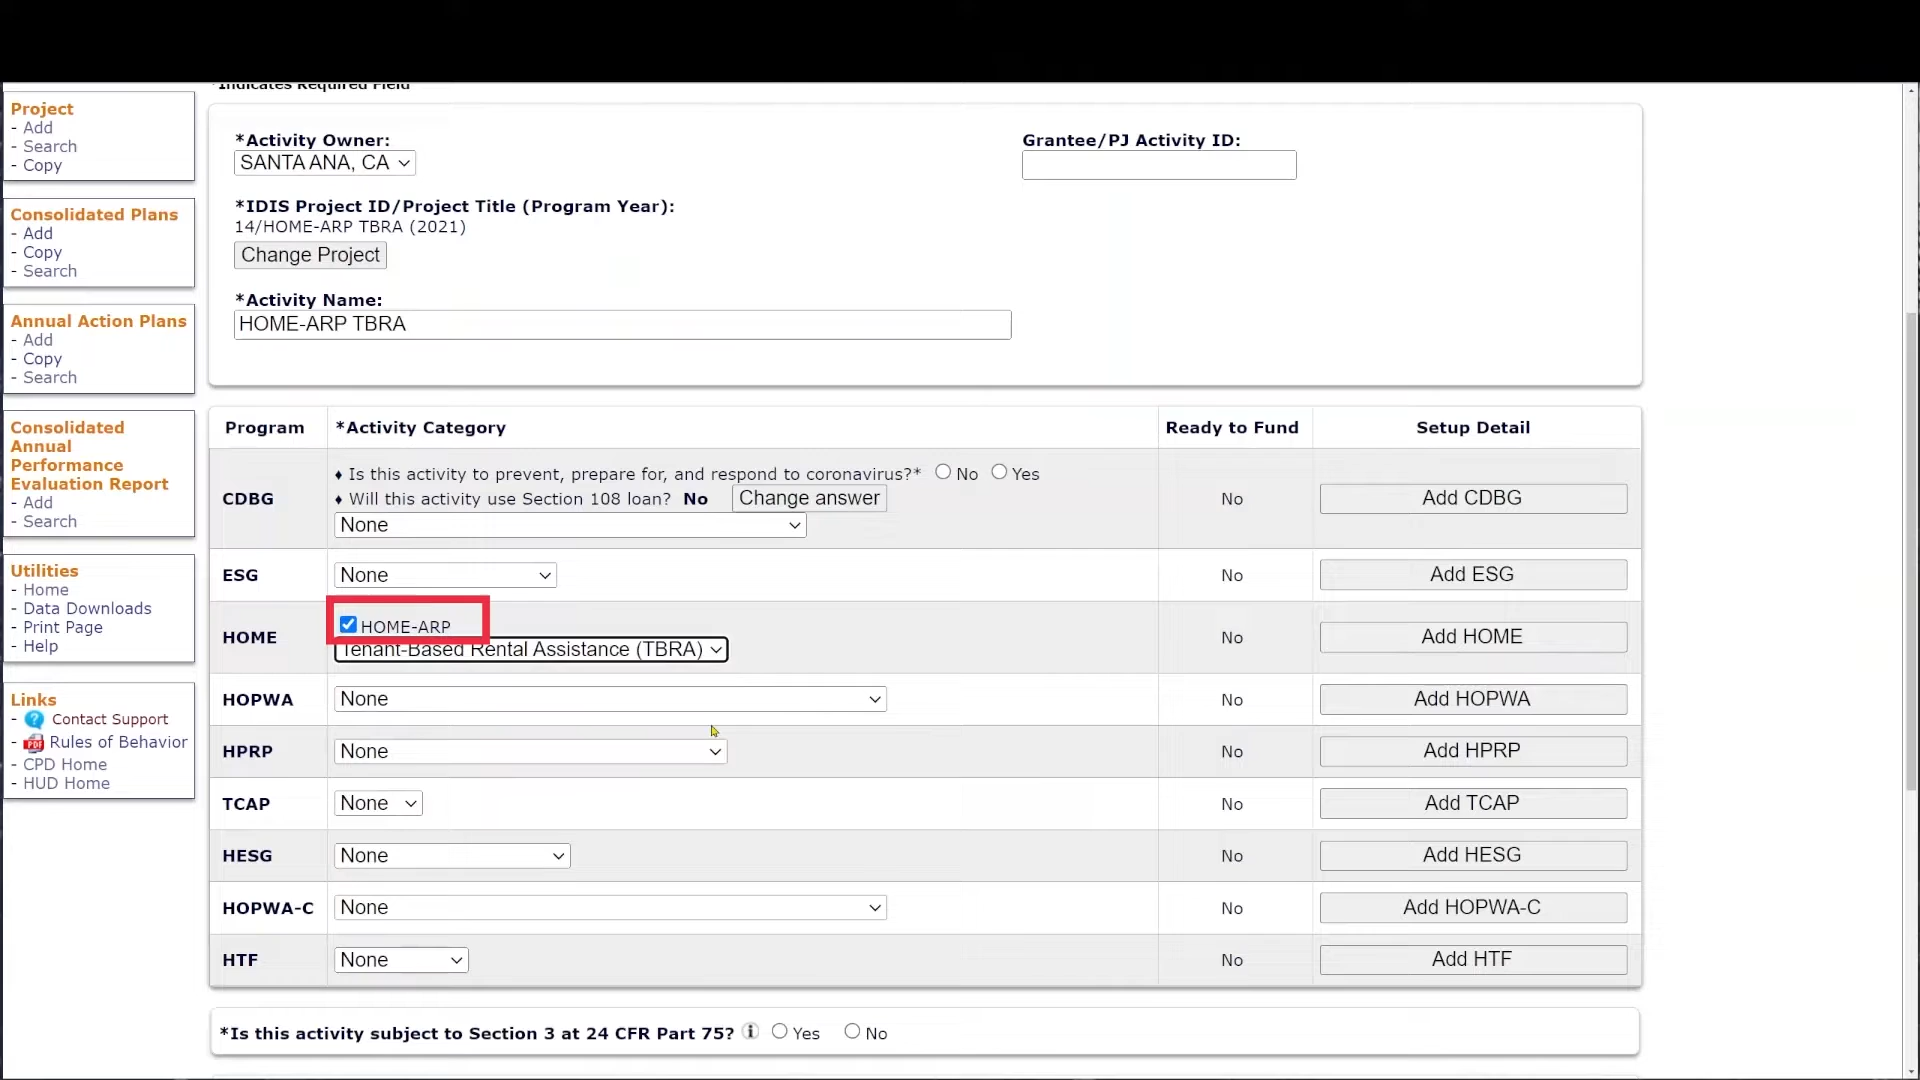 *Indicates Required Field
Project
- Add
- Search
- Copy
Consolidated Plans
- Add
- Copy
- Search
Annual Action Plans
- Add
- Copy
- Search
Consolidated
Annual
Performance
Evaluation Report
- Add
- Search
Utilities
- Home
- Data Downloads
- Print Page
- Help
Links
- ? Contact Support
- PDF Rules of Behavior
- CPD Home
- HUD Home
*Activity Owner:
SANTA ANA, CA
Grantee/PJ Activity ID:
*IDIS Project ID/Project Title (Program Year):
14/HOME-ARP TBRA (2021)
Change Project
*Activity Name:
HOME-ARP TBRA
Program *Activity Category Ready to Fund Setup Detail
CDBG
♦ Is this activity to prevent, prepare for, and respond to coronavirus?* No Yes
♦ Will this activity use Section 108 loan? No Change answer
None
No Add CDBG
ESG None No Add ESG
HOME
HOME-ARP
Tenant-Based Rental Assistance (TBRA)
No Add HOME
HOPWA None No Add HOPWA
HPRP None No Add HPRP
TCAP None No Add TCAP
HESG None No Add HESG
HOPWA-C None No Add HOPWA-C
HTF None No Add HTF
*Is this activity subject to Section 3 at 24 CFR Part 75? i Yes No